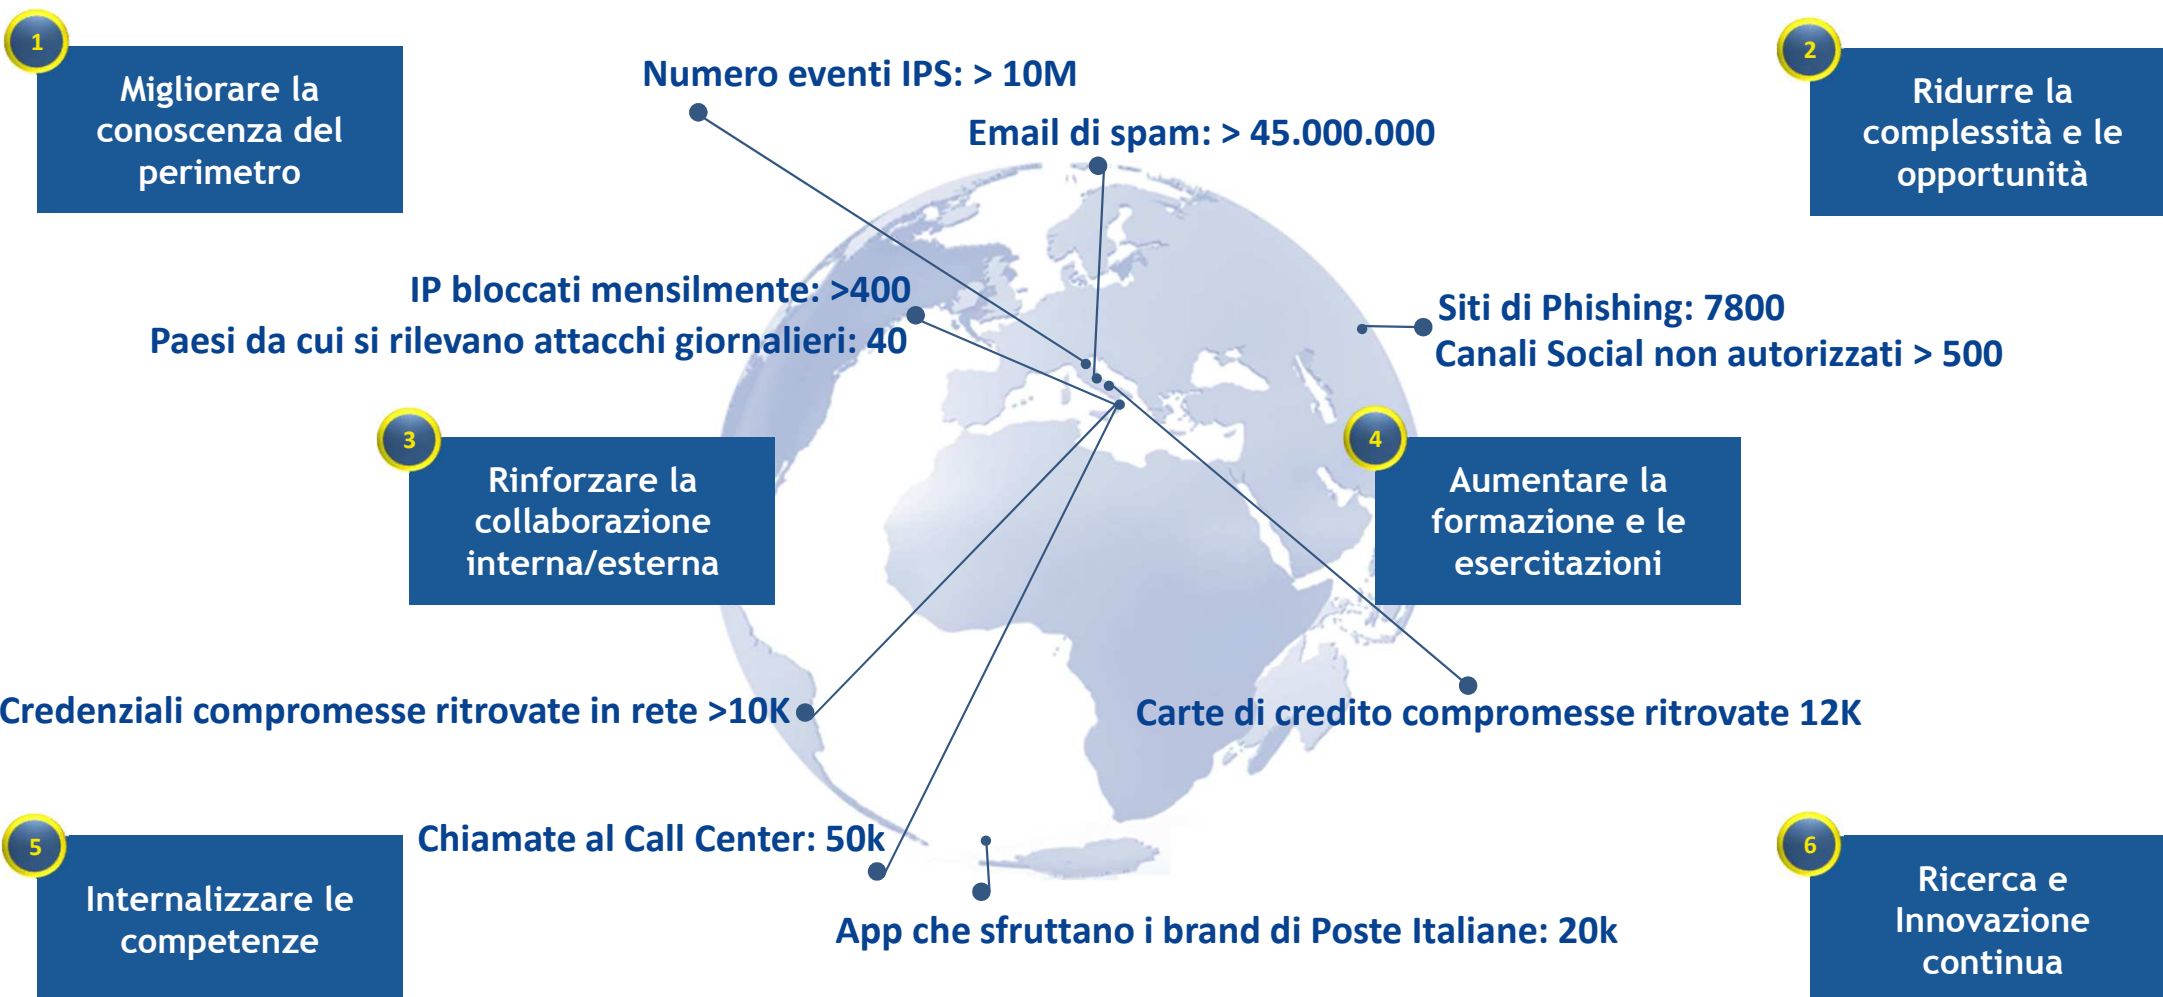 1
Migliorare la
conoscenza del
perimetro
Numero eventi IPS: > 10M
Email di spam: > 45.000.000
2
Ridurre la
complessità e le
opportunità
IP bloccati mensilmente: >400
Paesi da cui si rilevano attacchi giornalieri: 40
Siti di Phishing: 7800
Canali Social non autorizzati > 500
3
Rinforzare la
collaborazione
interna/esterna
4
Aumentare la
formazione e le
esercitazioni
Credenziali compromesse ritrovate in rete >10K
Carte di credito compromesse ritrovate 12K
5
Internalizzare le
competenze
Chiamate al Call Center: 50k
App che sfruttano i brand di Poste Italiane: 20k
6
Ricerca e
Innovazione
continua